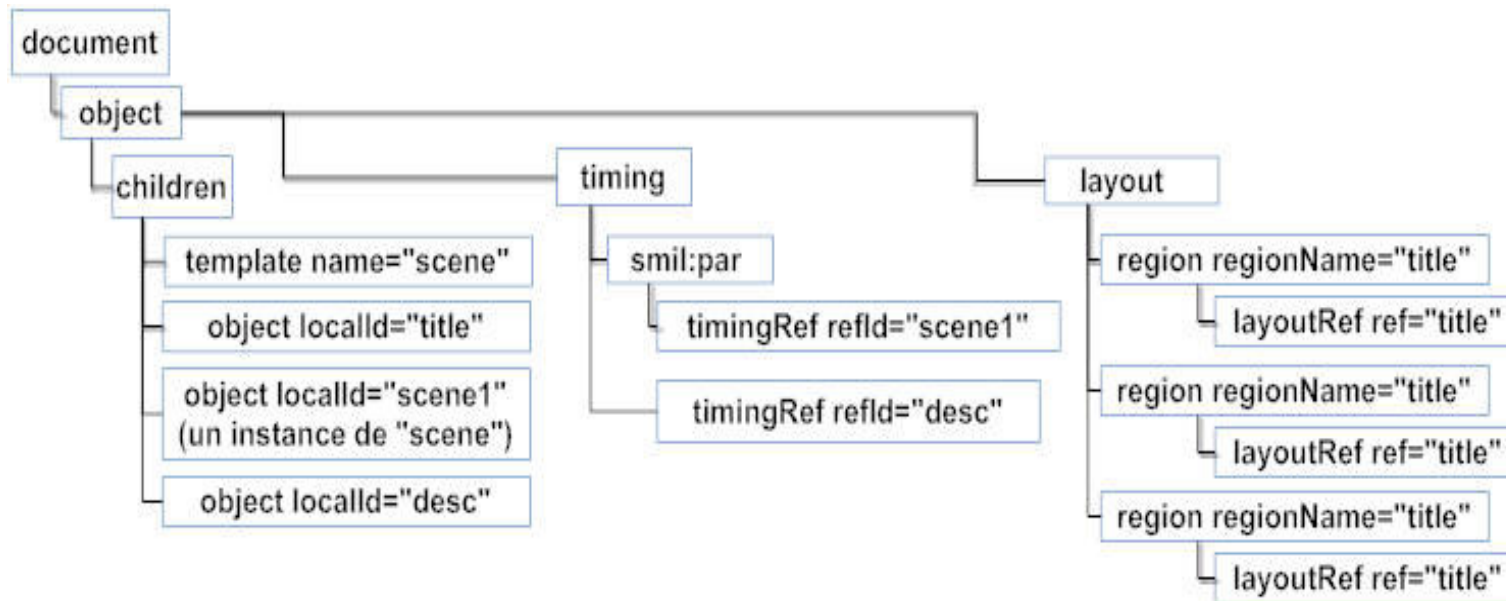 document
object
children
template name="scene"
object localId="title"
object localId="scene1"
(un instance de "scene")
object localId="desc"
timing
smil:par
timingRef refId="scene1"
timingRef refId="desc"
layout
region regionName="title"
layoutRef ref="title"
region regionName="title"
layoutRef ref="title"
region regionName="title"
layoutRef ref="title"